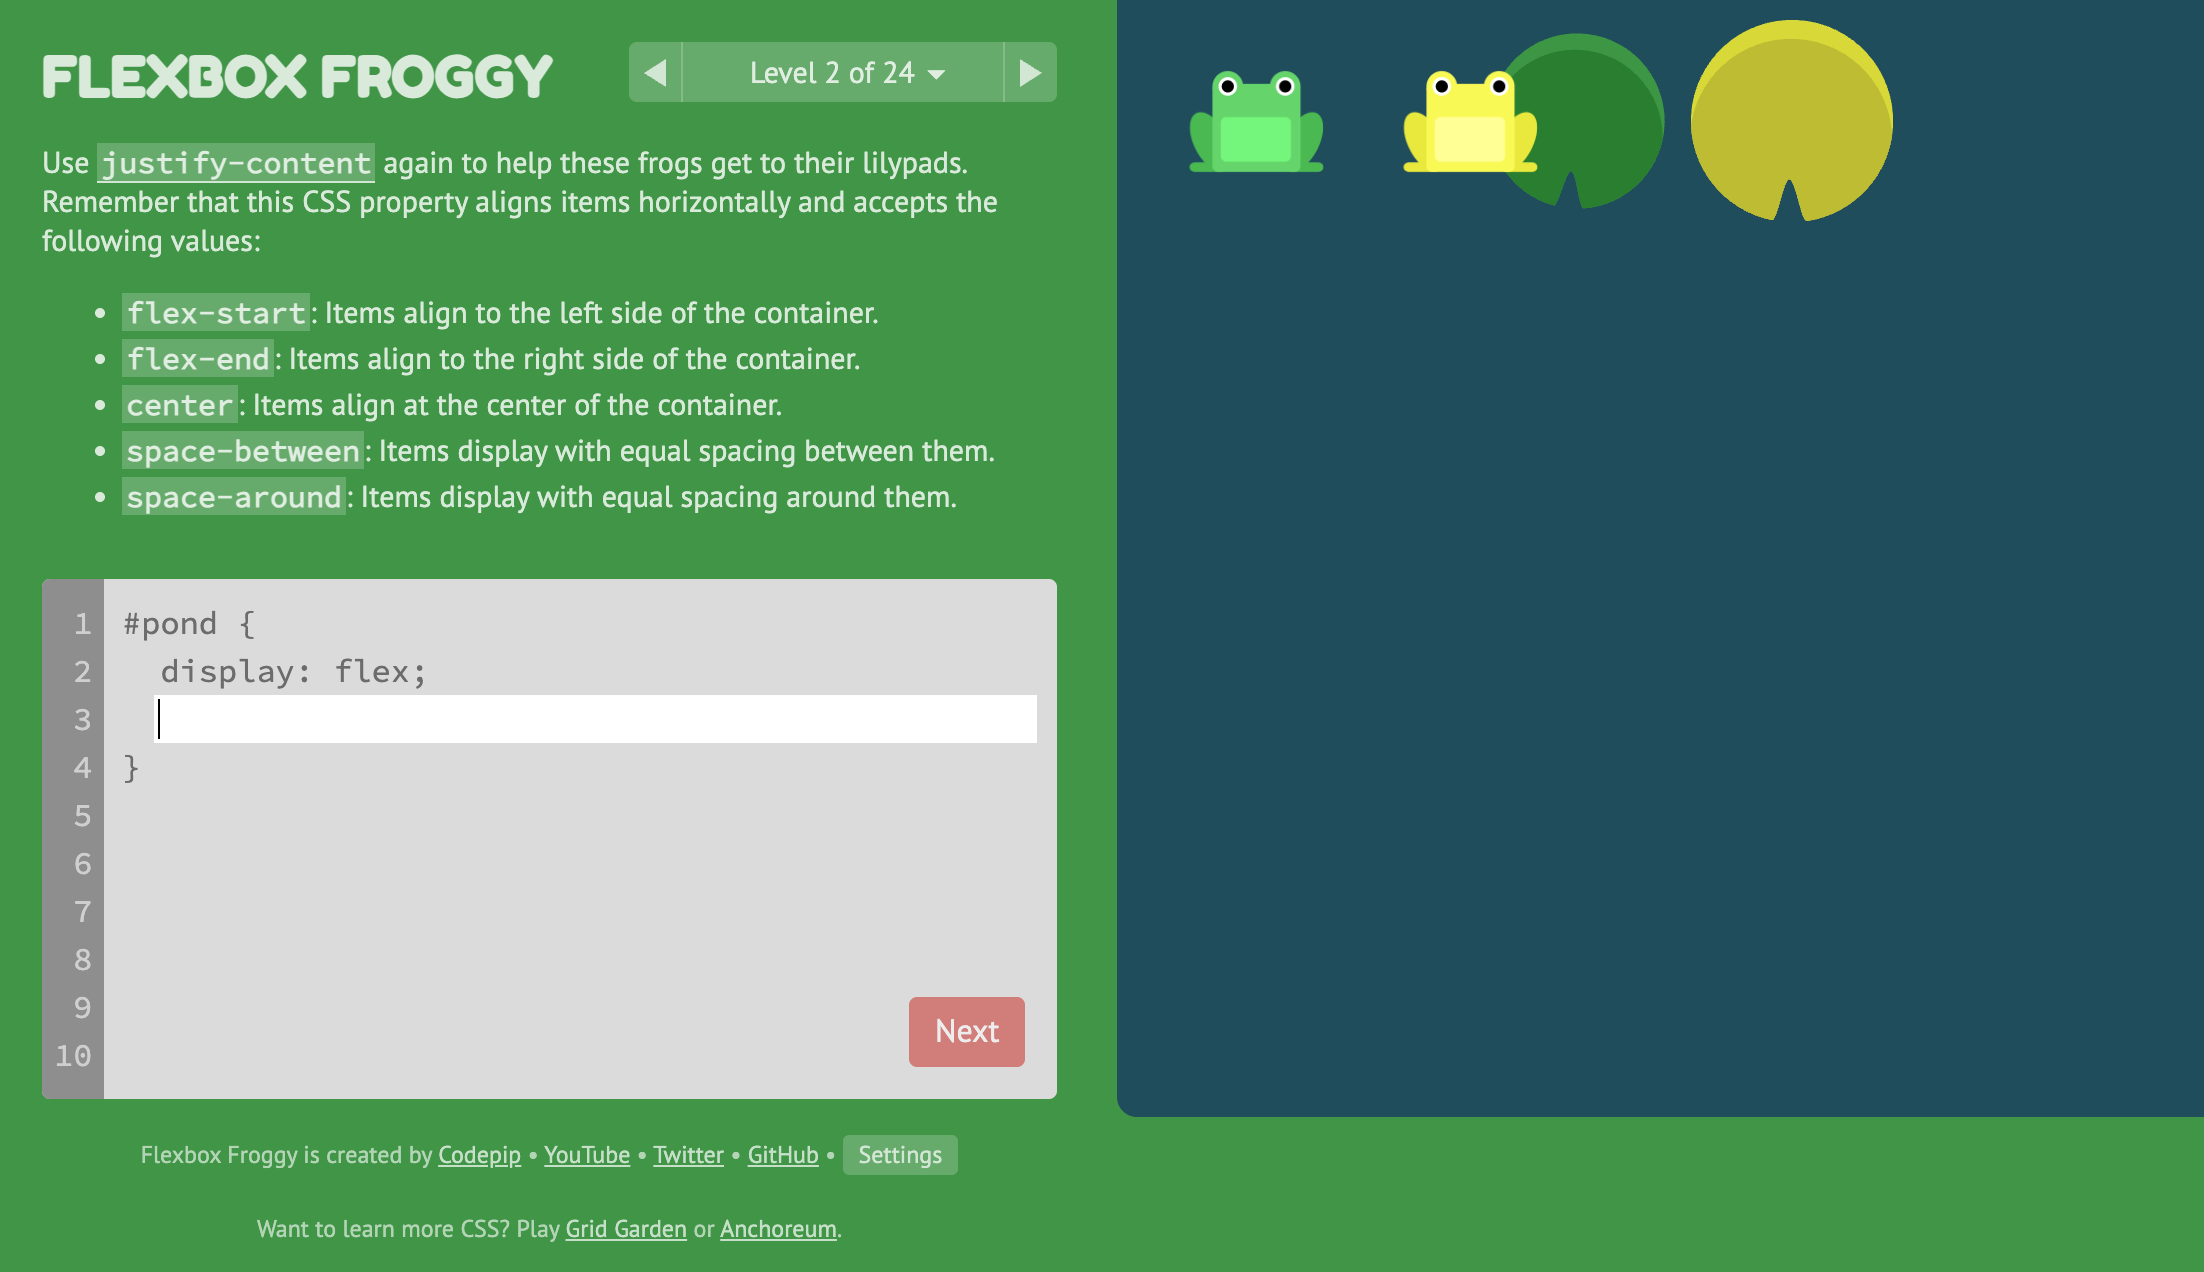 FLEXBOX FROGGY
Level 2 of 24
Use justify-content again to help these frogs get to their lilypads.
Remember that this CSS property aligns items horizontally and accepts the
following values:
• flex-start: Items align to the left side of the container.
• flex-end: Items align to the right side of the container.
• center: Items align at the center of the container.
• space-between: Items display with equal spacing between them.
• space-around: Items display with equal spacing around them.
1 #pond {
2 display: flex;
3
4 }
5
6
7
8
9
10
Next
Flexbox Froggy is created by Codepip • YouTube • Twitter • GitHub • Settings
Want to learn more CSS? Play Grid Garden or Anchoreum.